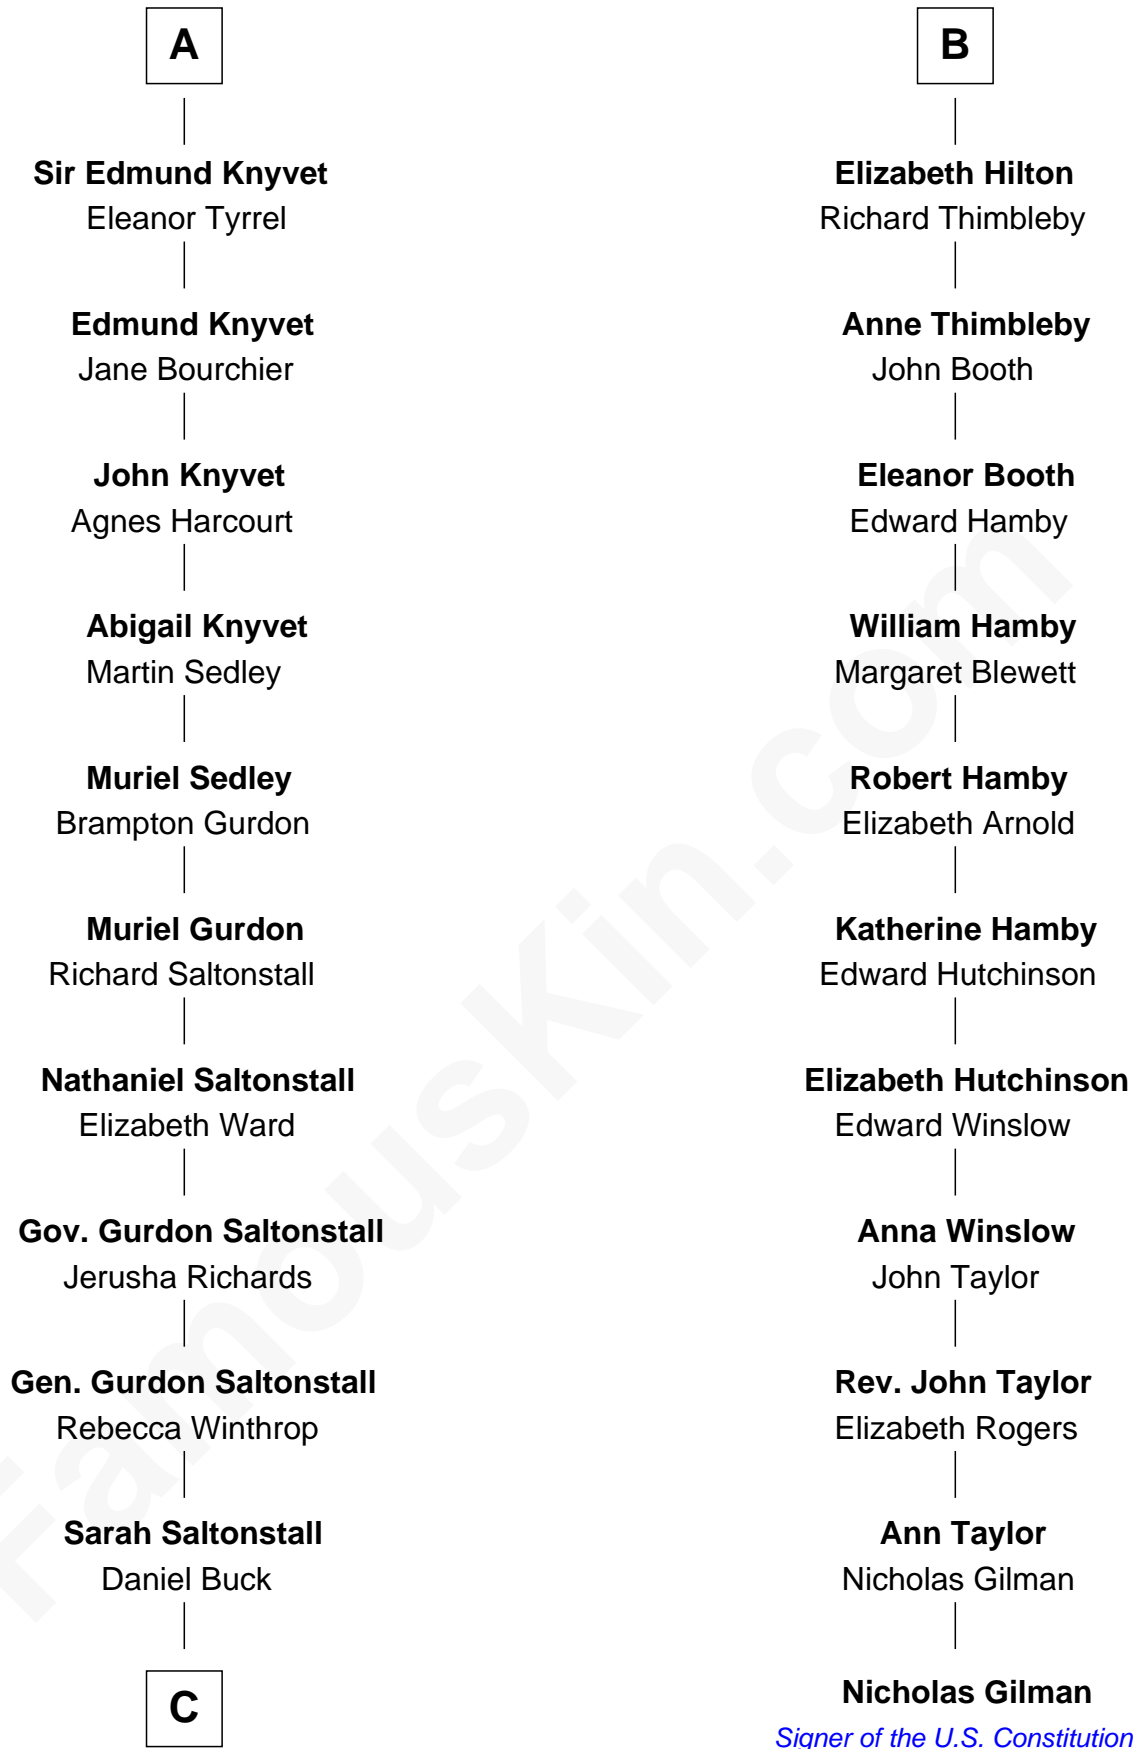 A
Sir Edmund Knyvet
Eleanor Tyrrel
Edmund Knyvet
Jane Bourchier
John Knyvet
Agnes Harcourt
Abigail Knyvet
Martin Sedley
Muriel Sedley
Brampton Gurdon
Muriel Gurdon
Richard Saltonstall
Nathaniel Saltonstall
Elizabeth Ward
Gov. Gurdon Saltonstall
Jerusha Richards
Gen. Gurdon Saltonstall
Rebecca Winthrop
Sarah Saltonstall
Daniel Buck
C
B
Elizabeth Hilton
Richard Thimbleby
Anne Thimbleby
John Booth
Eleanor Booth
Edward Hamby
William Hamby
Margaret Blewett
Robert Hamby
Elizabeth Arnold
Katherine Hamby
Edward Hutchinson
Elizabeth Hutchinson
Edward Winslow
Anna Winslow
John Taylor
Rev. John Taylor
Elizabeth Rogers
Ann Taylor
Nicholas Gilman
Nicholas Gilman
Signer of the U.S. Constitution
FamousKin.com